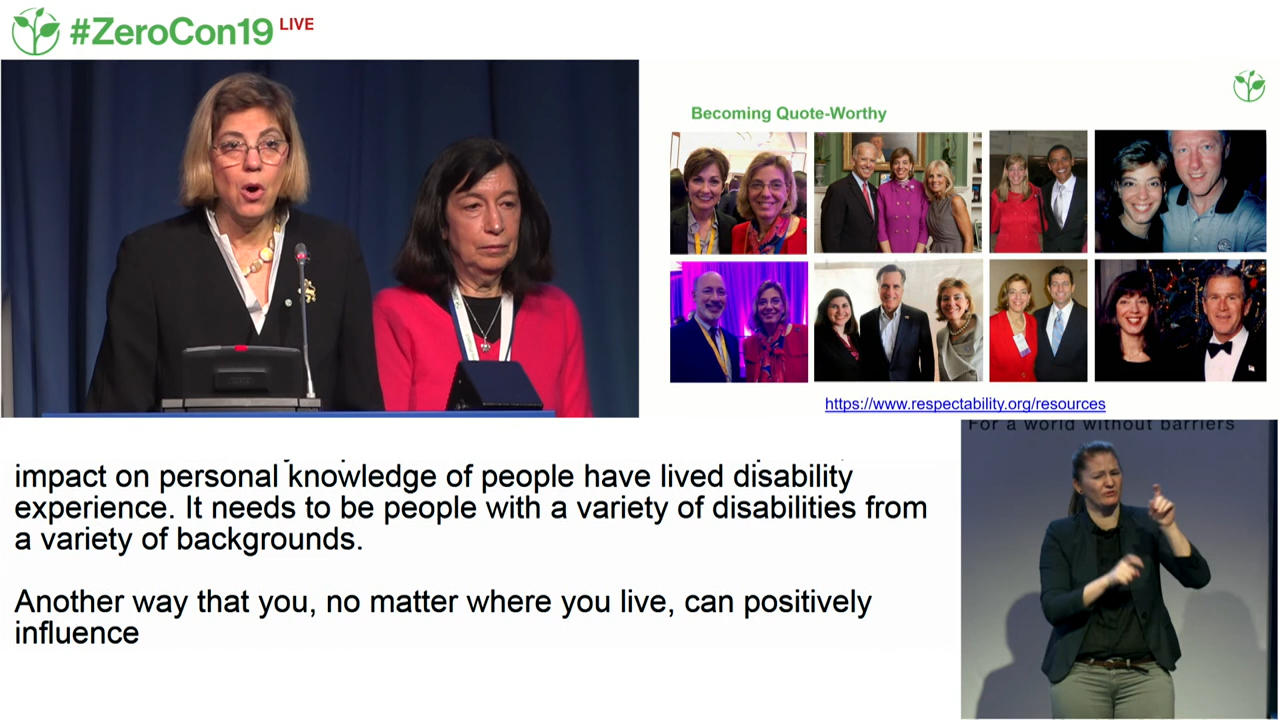 #ZeroCon19 LIVE
Becoming Quote-Worthy
https://www.respectability.org/resources
For a world without barriers
impact on personal knowledge of people have lived disability
experience. It needs to be people with a variety of disabilities from
a variety of backgrounds.
Another way that you, no matter where you live, can positively
influence